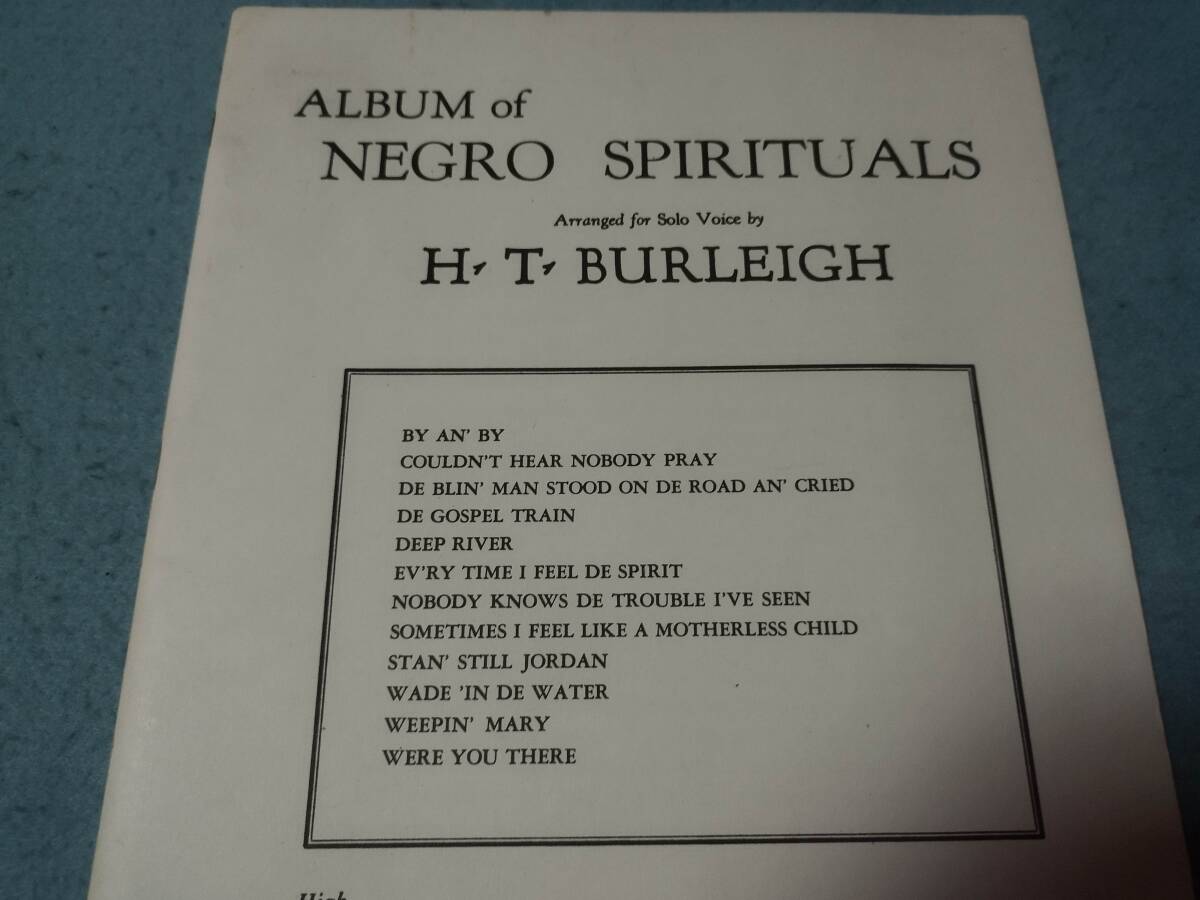 ALBUM of
NEGRO SPIRITUALS
Arranged for Solo Voice by
H. T. BURLEIGH
BY AN' BY
COULDN'T HEAR NOBODY PRAY
DE BLIN' MAN STOOD ON DE ROAD AN' CRIED
DE GOSPEL TRAIN
DEEP RIVER
EV'RY TIME I FEEL DE SPIRIT
NOBODY KNOWS DE TROUBLE I'VE SEEN
SOMETIMES I FEEL LIKE A MOTHERLESS CHILD
STAN' STILL JORDAN
WADE 'IN DE WATER
WEEPIN' MARY
WERE YOU THERE
High